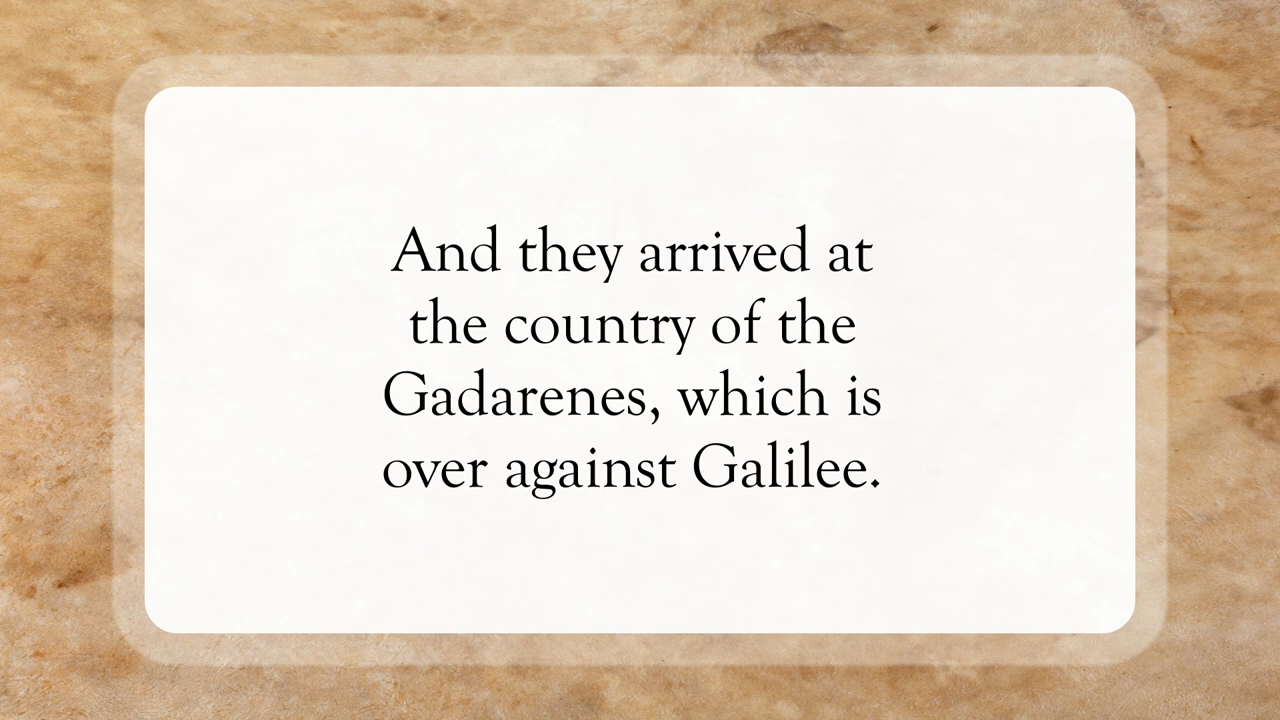 And they arrived at
the country of the
Gadarenes, which is
over against Galilee.